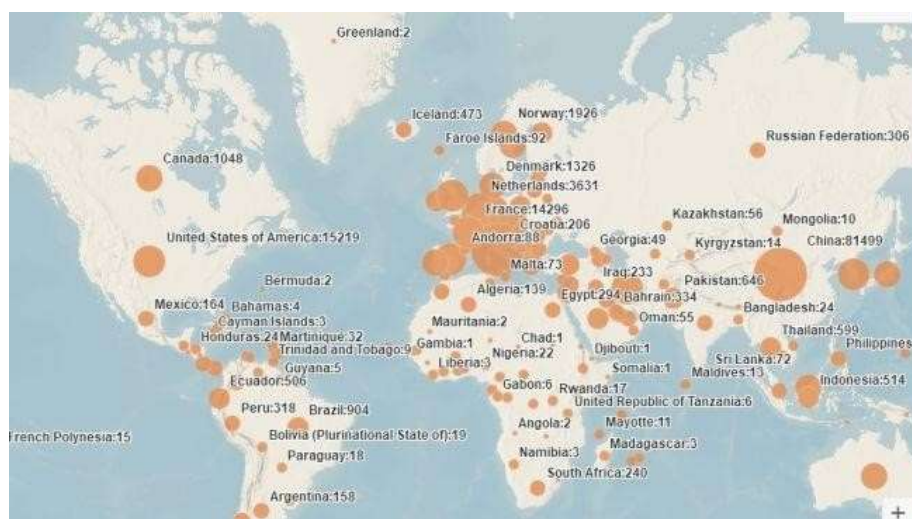 Greenland:2
Iceland:473
Norway:1926
Faroe Islands:92
Russian Federation:306
Canada:1048
Denmark:1326
Netherlands:3631
France:14296
Kazakhstan:56
Mongolia:10
Croatia:206
United States of America:15219
Andorra:88
Georgia:49
Kyrgyzstan:14
China:81499
Malta:73
Iraq:233
Bermuda:2
Pakistan:646
Algeria:139
Egypt:294
Bahrain:334
Mexico:164
Bahamas:4
Bangladesh:24
Cayman Islands:3
Mauritania:2
Oman:55
Honduras:24
Martinique:32
Chad:1
Thailand:599
Trinidad and Tobago:9
Gambia:1
Nigeria:22
Djibouti:1
Philippines
Guyana:5
Liberia:3
Somalia:1
Sri Lanka:72
Maldives:13
Ecuador:506
Gabon:6
Rwanda:17
Indonesia:514
United Republic of Tanzania:6
Peru:318
Brazil:904
Angola:2
Mayotte:11
French Polynesia:15
Bolivia (Plurinational State of):19
Madagascar:3
Paraguay:18
Namibia:3
South Africa:240
Argentina:158
+